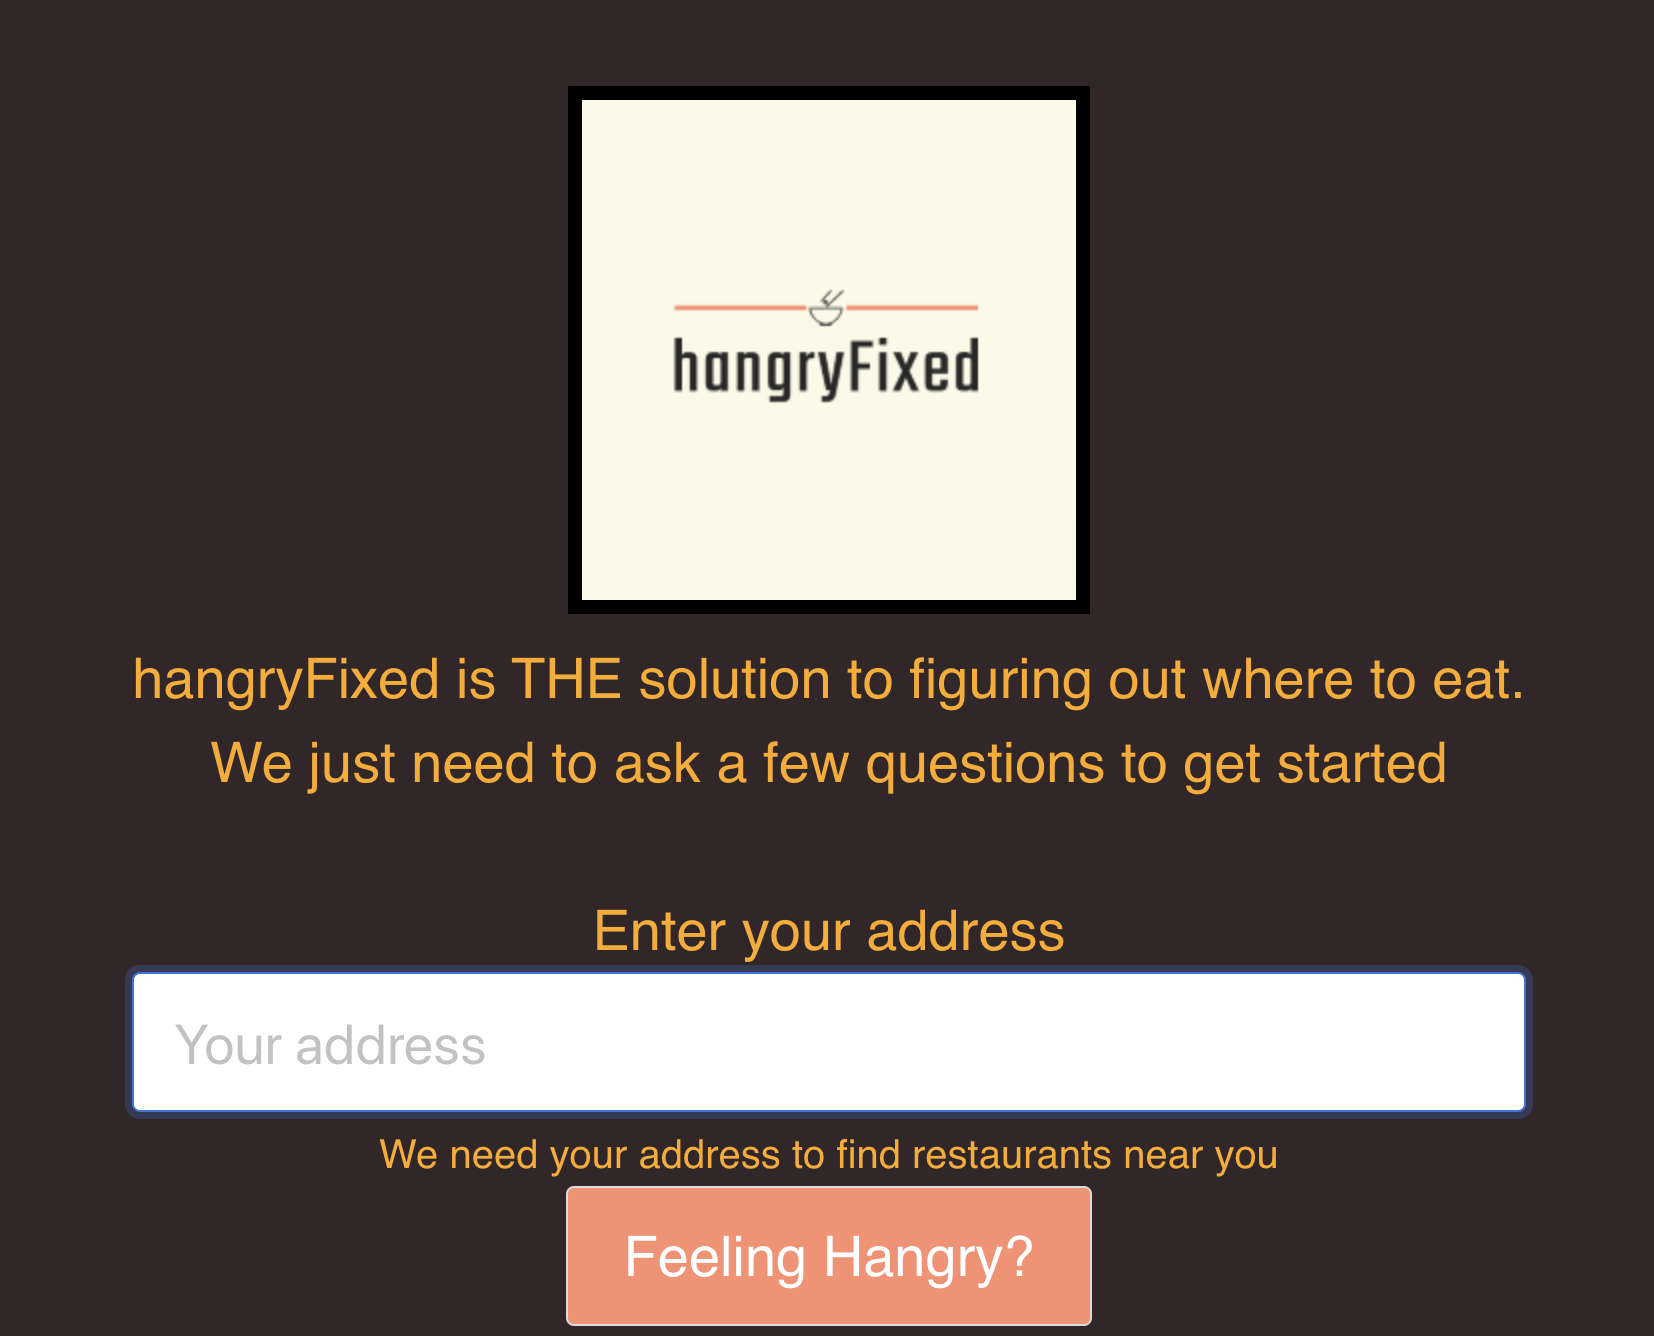 hangryFixed
hangryFixed is THE solution to figuring out where to eat.
We just need to ask a few questions to get started
Enter your address
Your address
We need your address to find restaurants near you
Feeling Hangry?